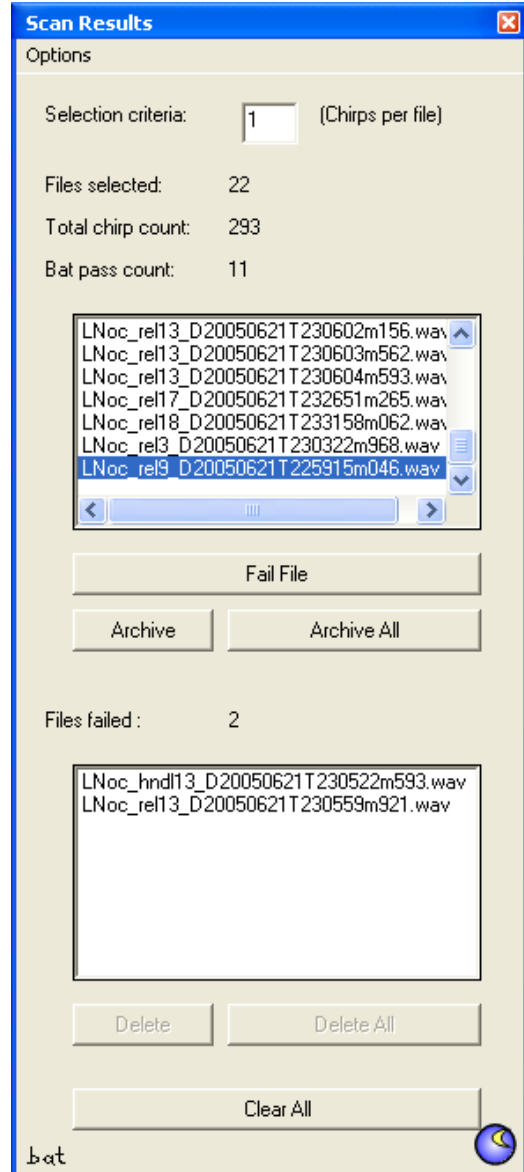 Scan Results
Options
Selection criteria: 1 (Chirps per file)
Files selected: 22
Total chirp count: 293
Bat pass count: 11
LNoc_rel13_D20050621T230602m156.wav
LNoc_rel13_D20050621T230603m562.wav
LNoc_rel13_D20050621T230604m593.wav
LNoc_rel17_D20050621T232651m265.wav
LNoc_rel18_D20050621T233158m062.wav
LNoc_rel3_D20050621T230322m968.wav
LNoc_rel9_D20050621T225915m046.wav
Fail File
Archive Archive All
Files failed : 2
LNoc_hndl13_D20050621T230522m593.wav
LNoc_rel13_D20050621T230559m921.wav
Delete Delete All
Clear All
bat